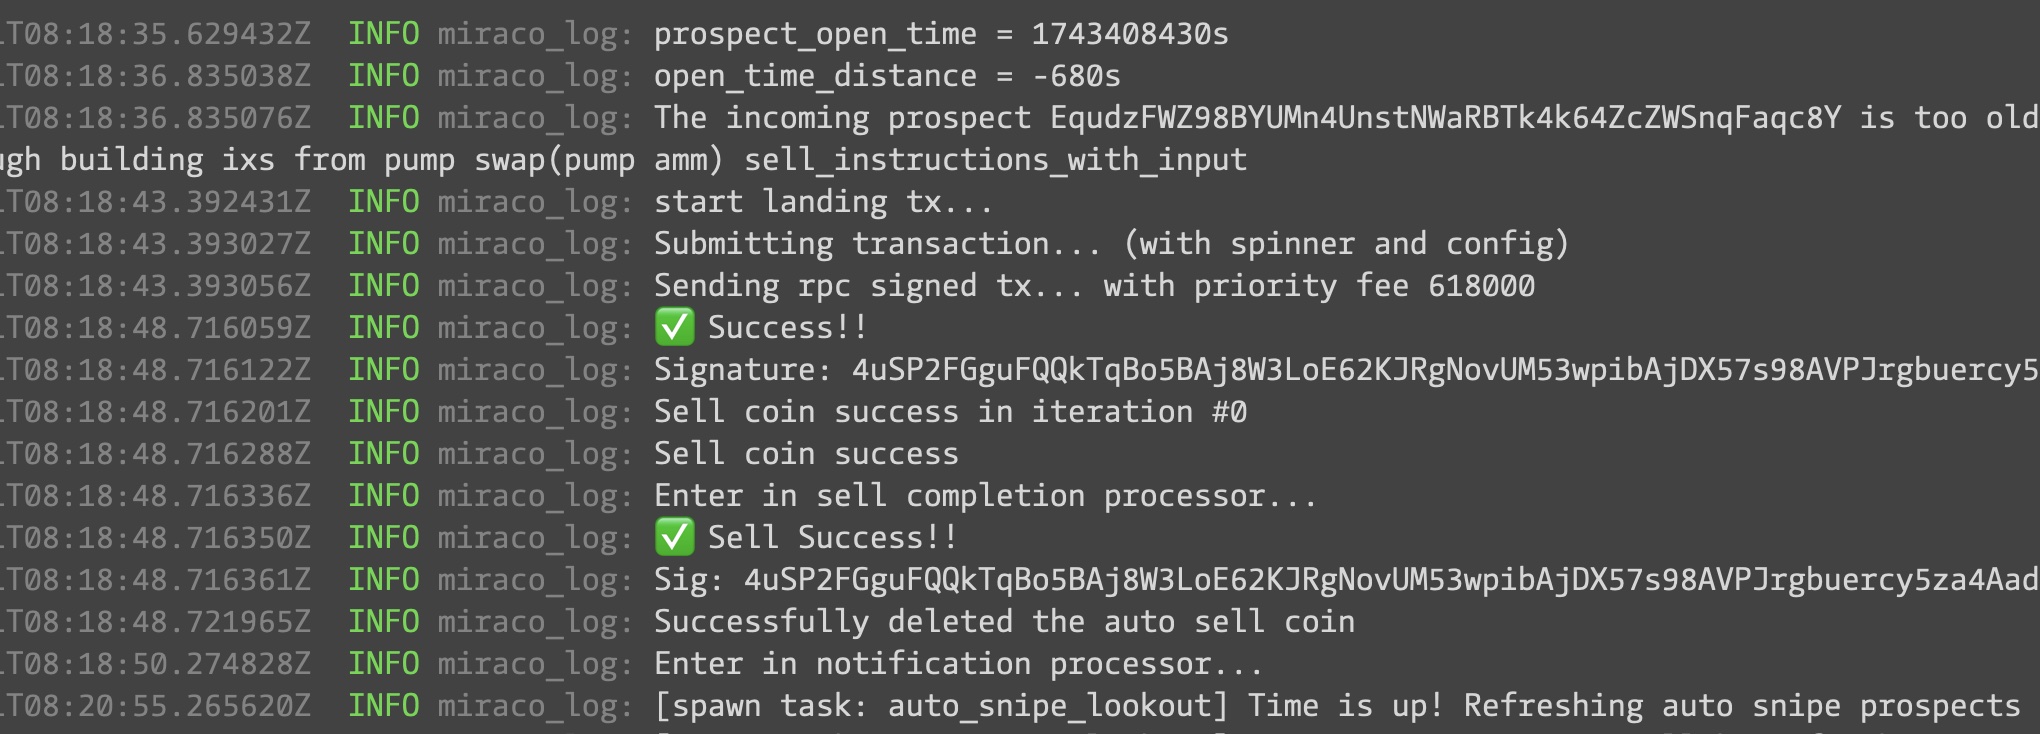 T08:18:35.629432Z INFO miraco_log: prospect_open_time = 1743408430s
T08:18:36.835038Z INFO miraco_log: open_time_distance = -680s
T08:18:36.835076Z INFO miraco_log: The incoming prospect EqudzFWZ98BYUMn4UnstNWaRBTk4k64ZcZWSnqFaqc8Y is too old
ugh building ixs from pump swap(pump amm) sell_instructions_with_input
T08:18:43.392431Z INFO miraco_log: start landing tx...
T08:18:43.393027Z INFO miraco_log: Submitting transaction... (with spinner and config)
T08:18:43.393056Z INFO miraco_log: Sending rpc signed tx... with priority fee 618000
T08:18:48.716059Z INFO miraco_log: ✅ Success!!
T08:18:48.716122Z INFO miraco_log: Signature: 4uSP2FGguFQQkTqBo5BAj8W3LoE62KJRgNovUM53wpibAjDX57s98AVPJrgbuercy5
T08:18:48.716201Z INFO miraco_log: Sell coin success in iteration #0
T08:18:48.716288Z INFO miraco_log: Sell coin success
T08:18:48.716336Z INFO miraco_log: Enter in sell completion processor...
T08:18:48.716350Z INFO miraco_log: ✅ Sell Success!!
T08:18:48.716361Z INFO miraco_log: Sig: 4uSP2FGguFQQkTqBo5BAj8W3LoE62KJRgNovUM53wpibAjDX57s98AVPJrgbuercy5za4Aad
T08:18:48.721965Z INFO miraco_log: Successfully deleted the auto sell coin
T08:18:50.274828Z INFO miraco_log: Enter in notification processor...
T08:20:55.265620Z INFO miraco_log: [spawn task: auto_snipe_lookout] Time is up! Refreshing auto snipe prospects